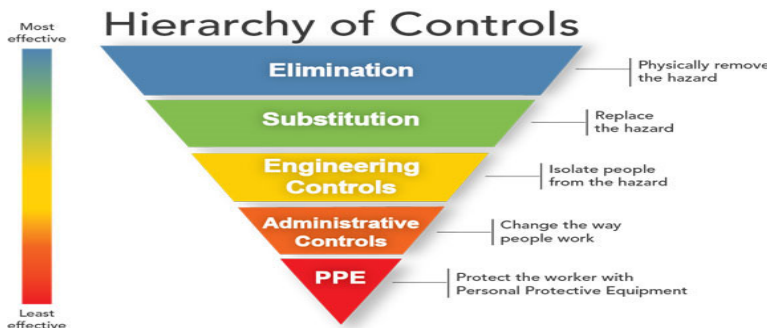 Hierarchy of Controls
Most
effective
Elimination
Physically remove
the hazard
Substitution
Replace
the hazard
Engineering
Controls
Isolate people
from the hazard
Administrative
Controls
Change the way
people work
PPE
Protect the worker with
Personal Protective Equipment
Least
effective